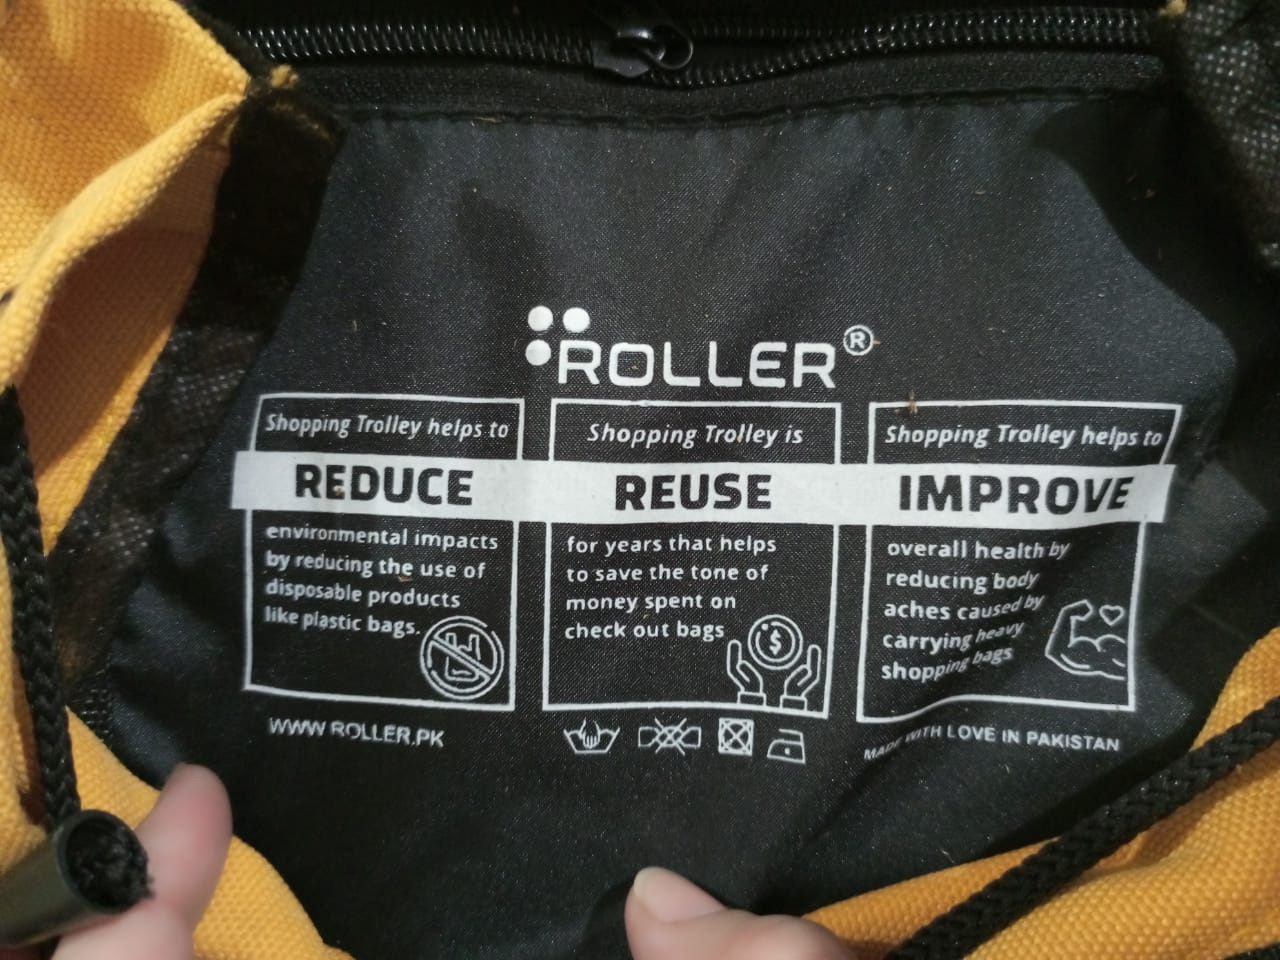 ROLLER®
Shopping Trolley helps to
REDUCE
environmental impacts
by reducing the use of
disposable products
like plastic bags.
Shopping Trolley is
REUSE
for years that helps
to save the tone of
money spent on
check out bags
$
Shopping Trolley helps to
IMPROVE
overall health by
reducing body
aches caused by
carrying heavy
shopping bags
WWW ROLLER.PK
MADE WITH LOVE IN PAKISTAN